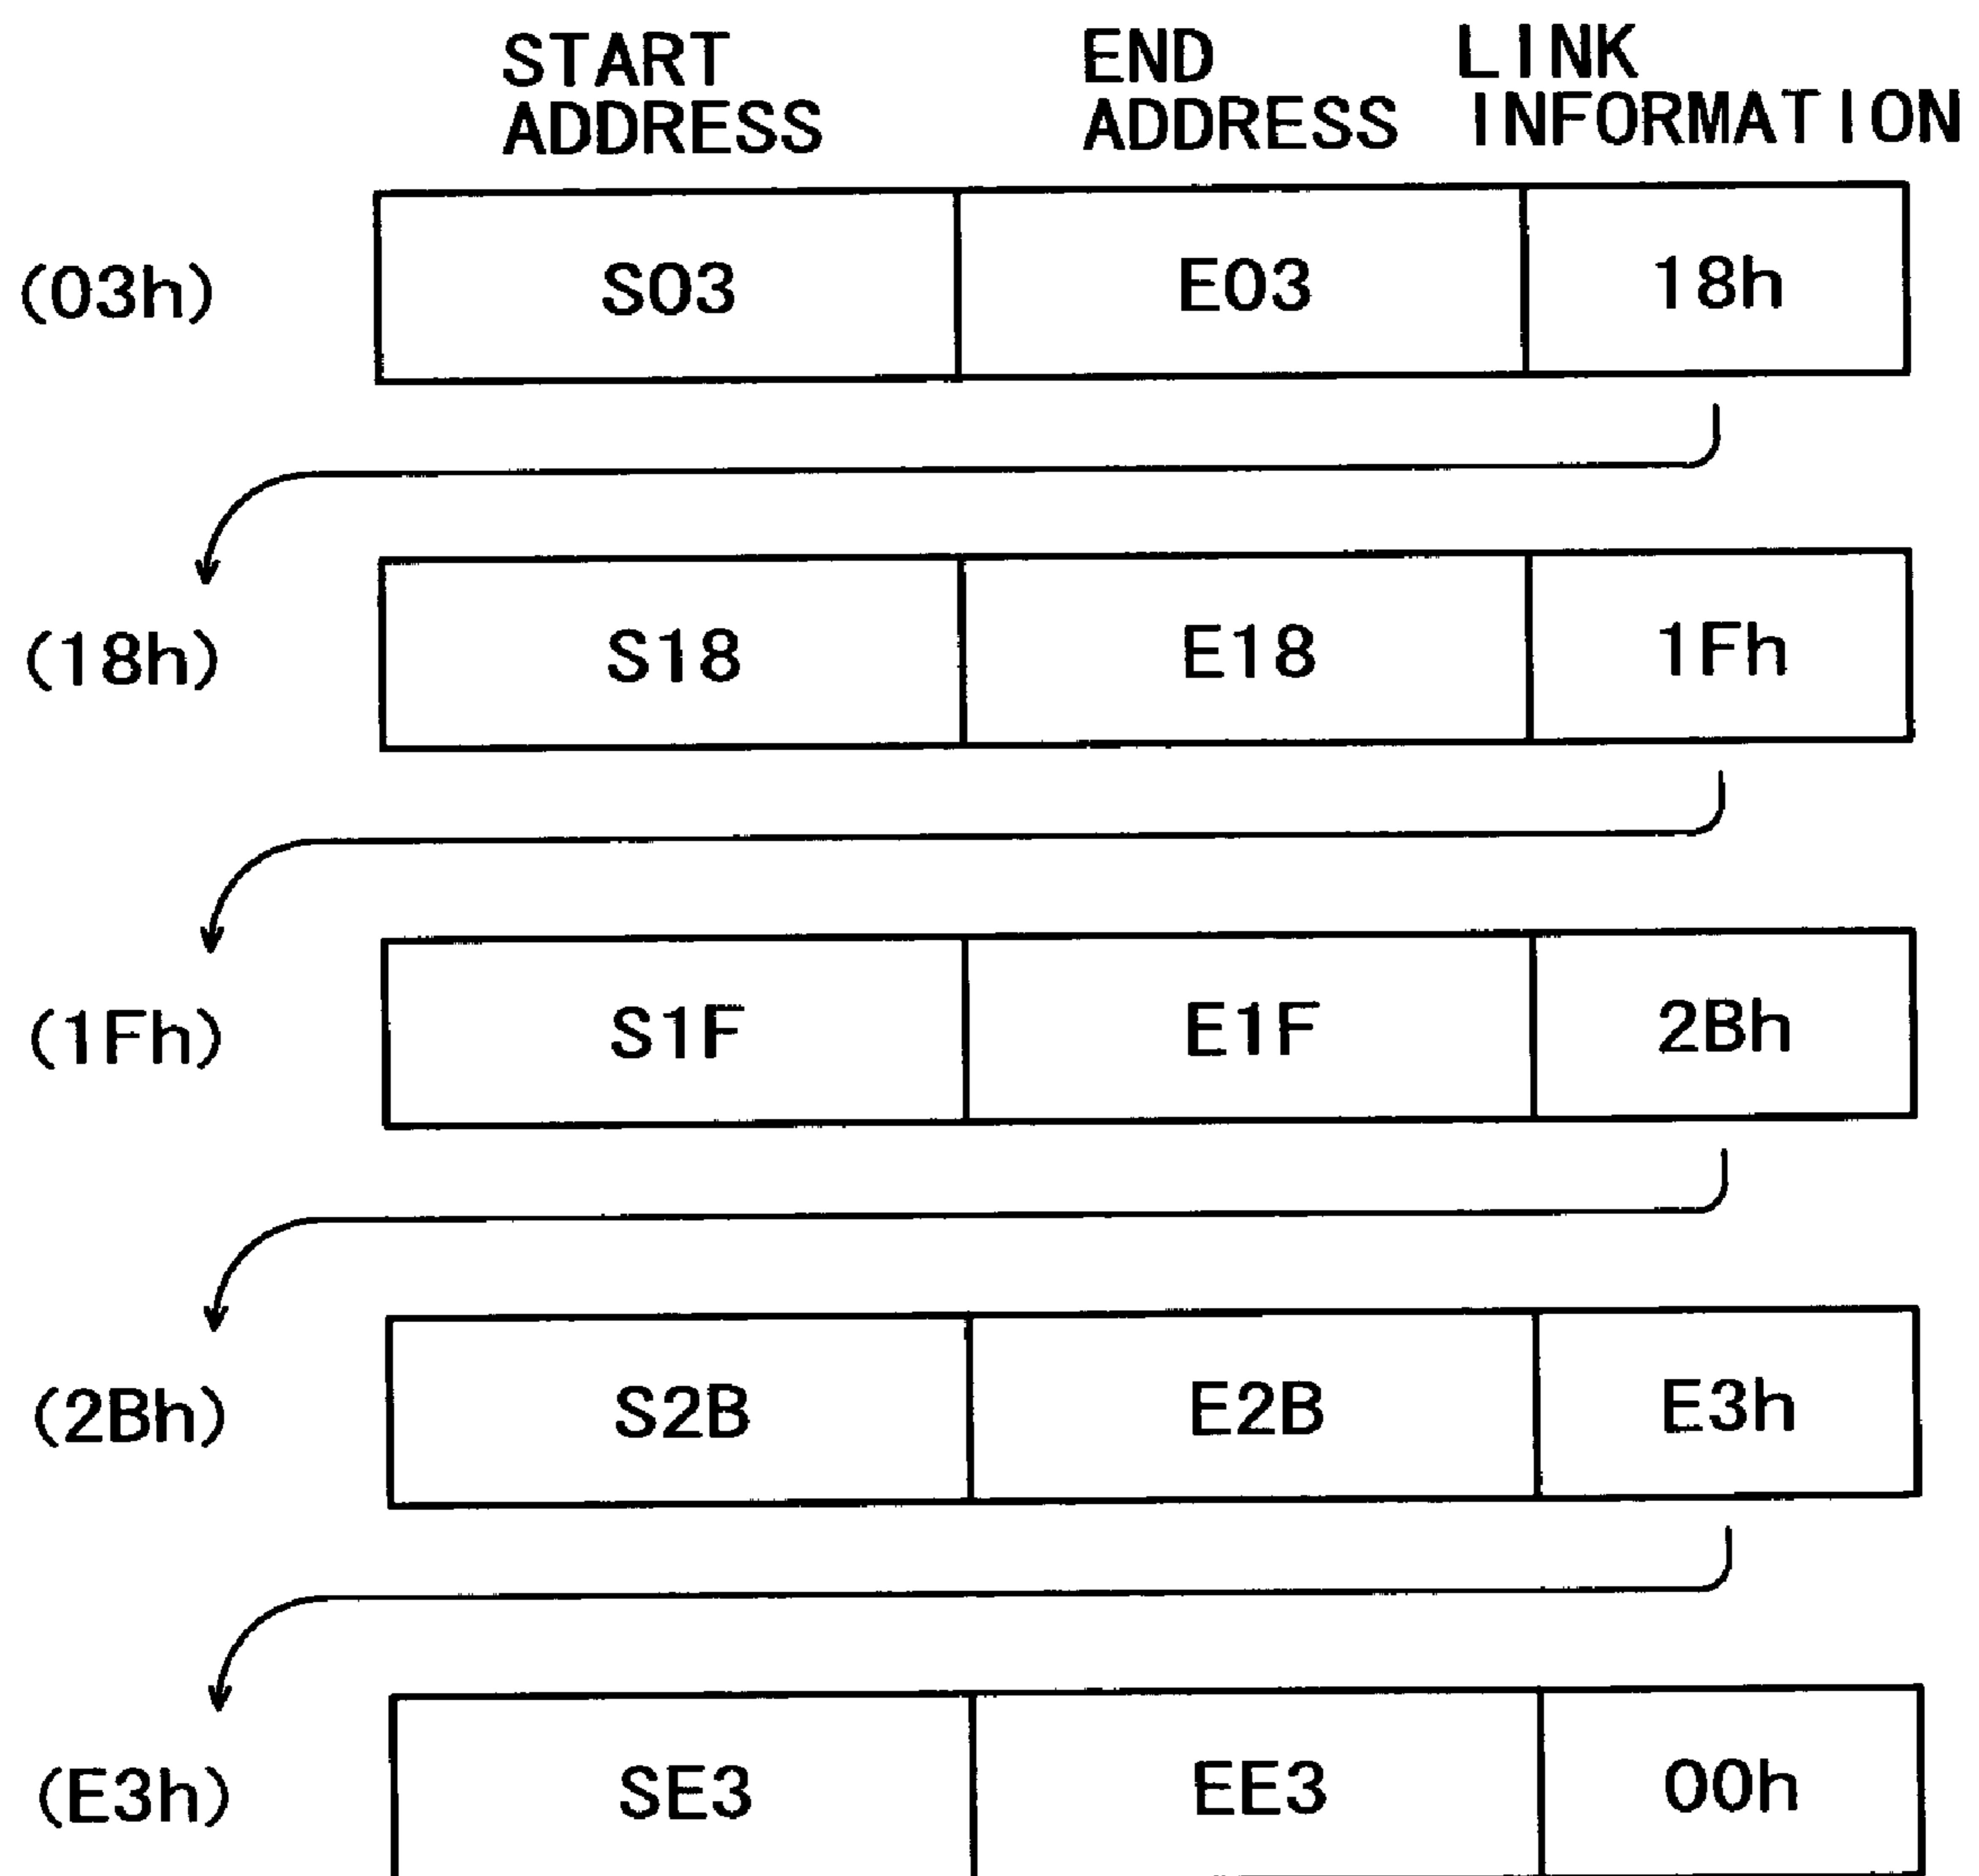 START END LINK
ADDRESS ADDRESS INFORMATION
(03h) S03 E03 18h
(18h) S18 E18 1Fh
(1Fh) S1F E1F 2Bh
(2Bh) S2B E2B E3h
(E3h) SE3 EE3 00h